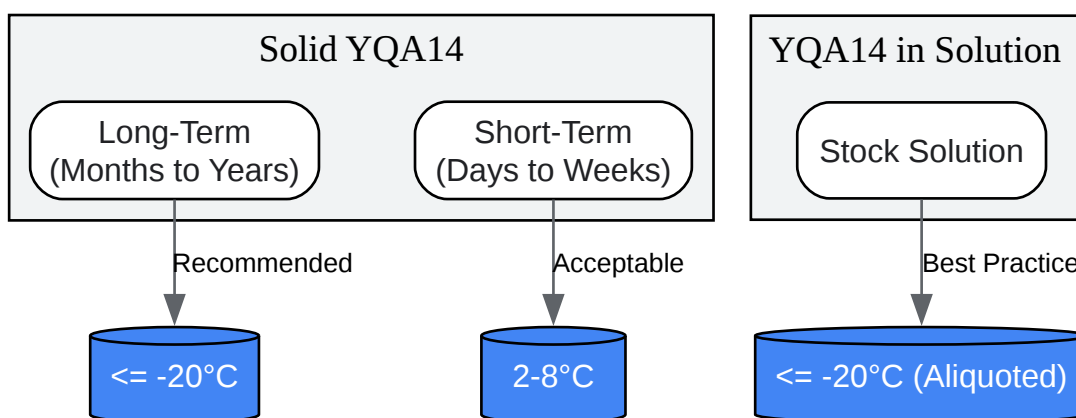 Solid YQA14
Long-Term
(Months to Years)
Short-Term
(Days to Weeks)
YQA14 in Solution
Stock Solution
Recommended
Acceptable
Best Practice
<= -20°C
2-8°C
<= -20°C (Aliquoted)